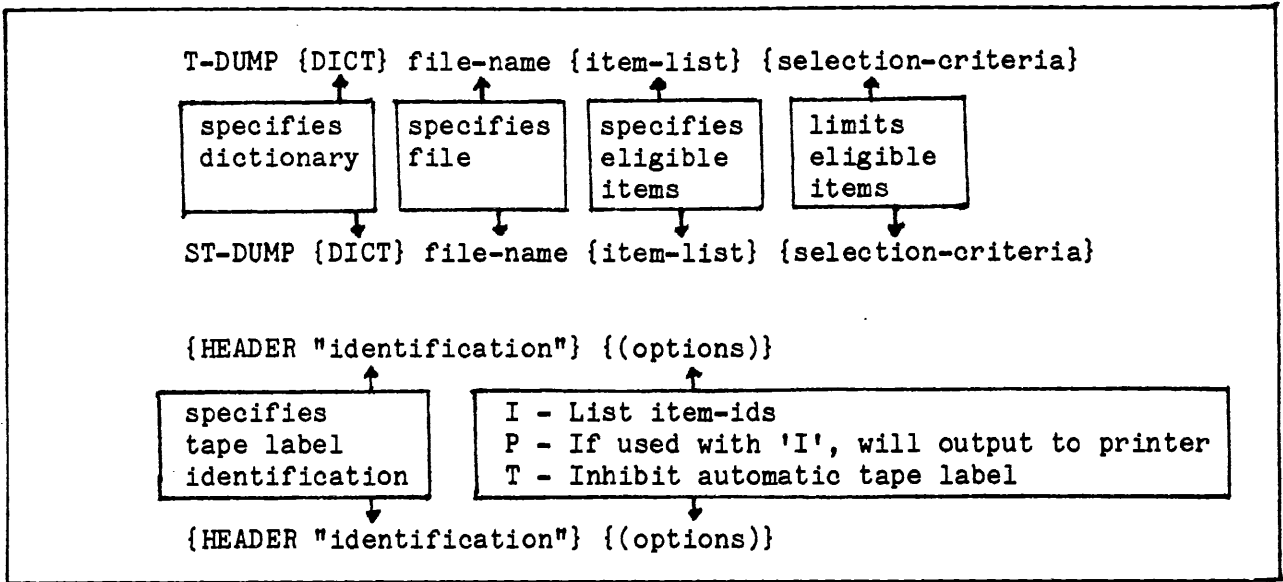 T-DUMP {DICT} file-name {item-list} {selection-criteria}
specifies
dictionary
specifies
file
specifies
eligible
items
limits
eligible
items
ST-DUMP {DICT} file-name {item-list} {selection-criteria}
{HEADER "identification"} {(options)}
specifies
tape label
identification
I - List item-ids
P - If used with 'I', will output to printer
T - Inhibit automatic tape label
{HEADER "identification"} {(options)}